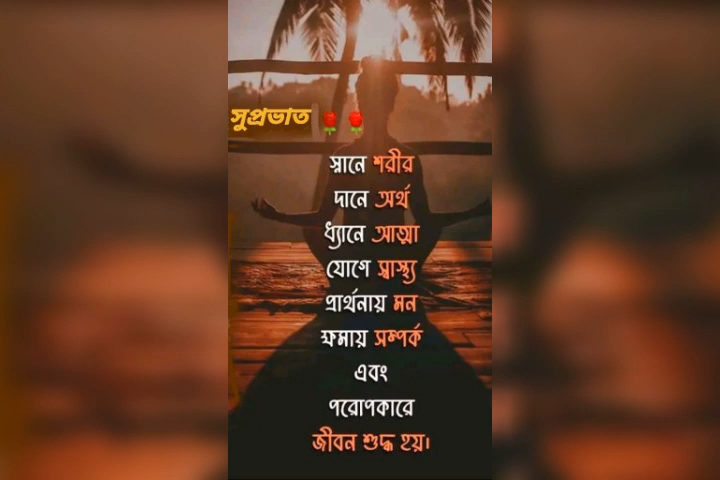 সুপ্রভাত 🌹🌹
স্নানে শরীর
দানে অর্থ
ধ্যানে আত্মা
যোগে স্বাস্থ্য
প্রার্থনায় মন
ক্ষমায় সম্পর্ক
এবং
পরোপকারে
জীবন শুদ্ধ হয়।